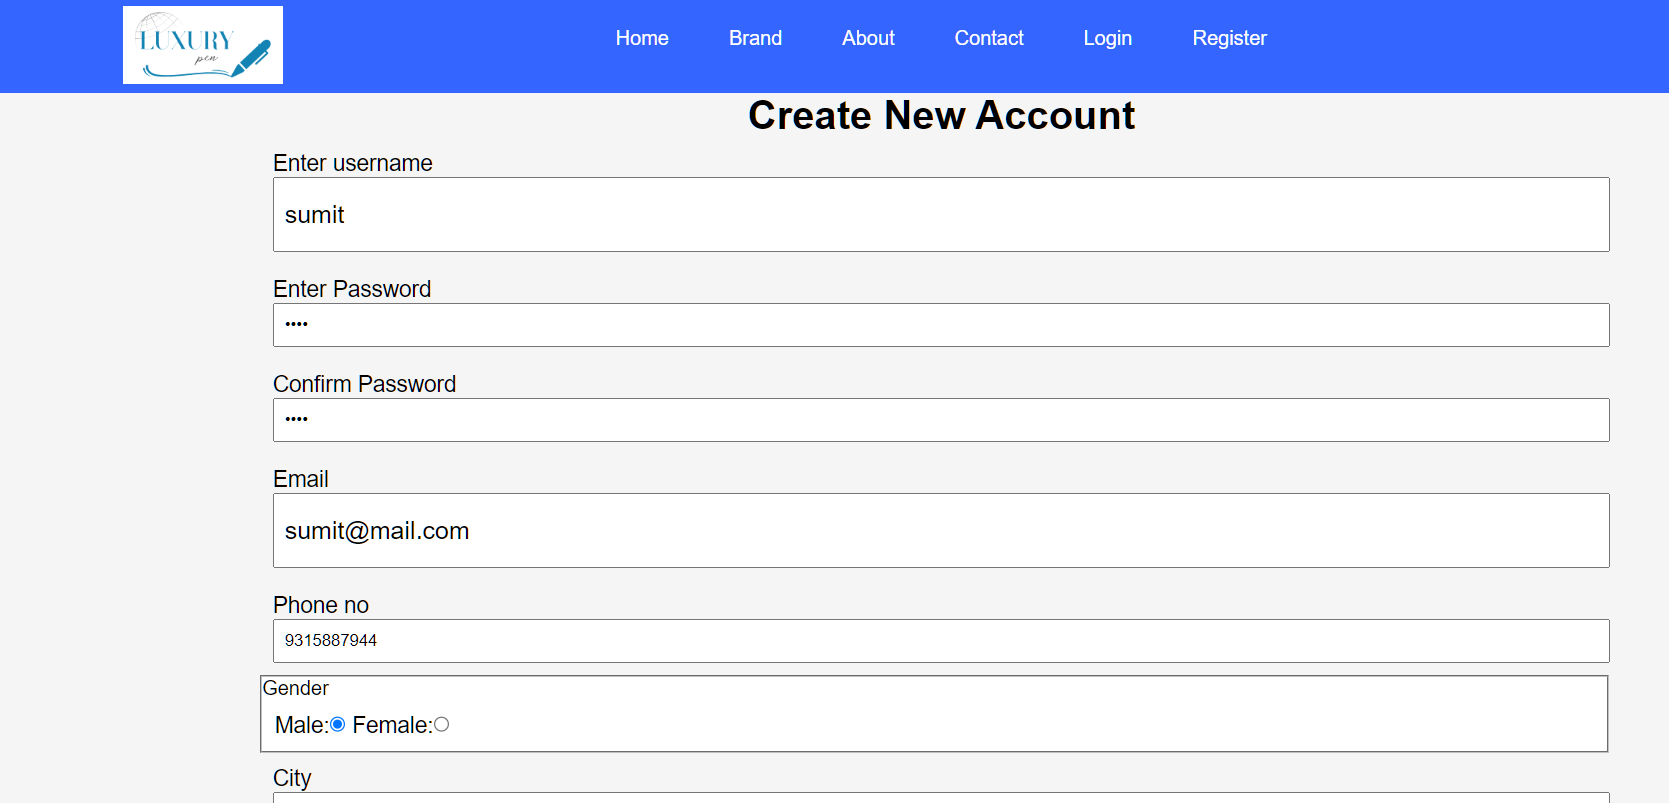 LUXURY
pen
Home Brand About Contact Login Register
Create New Account
Enter username
sumit
Enter Password
••••
Confirm Password
••••
Email
sumit@mail.com
Phone no
9315887944
Gender
Male: Female:
City